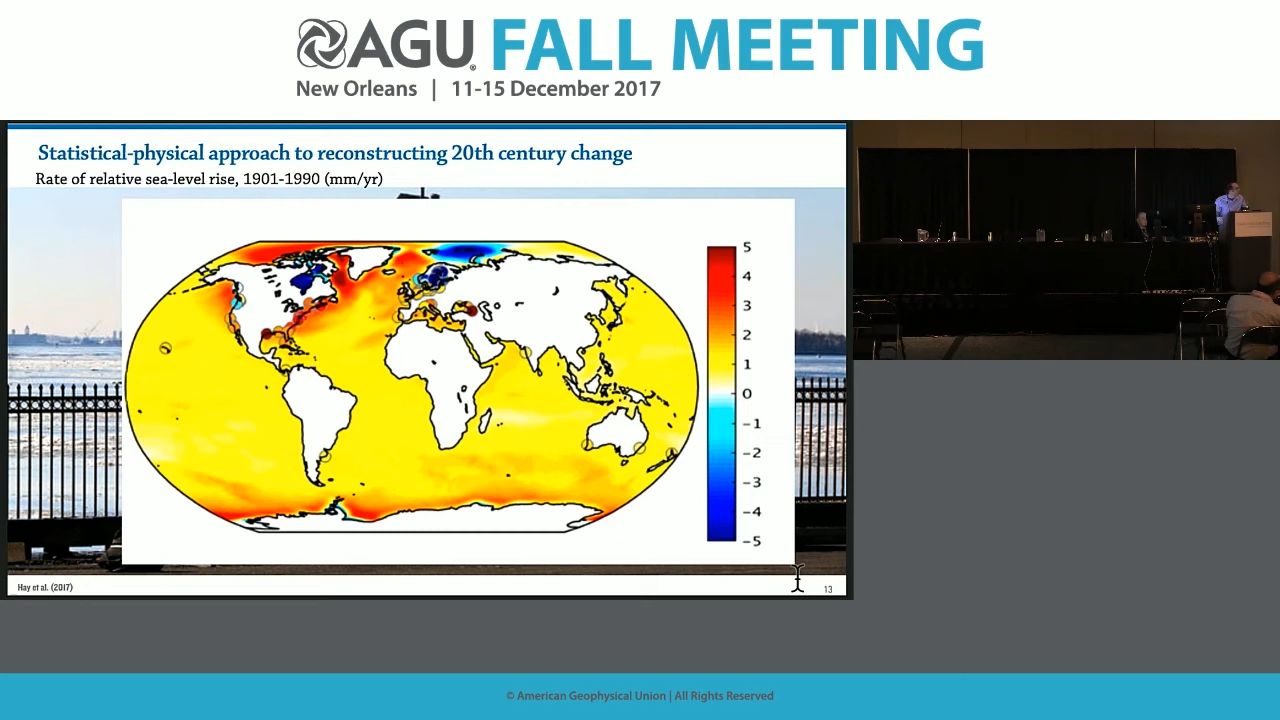 AGU FALL MEETING
New Orleans | 11-15 December 2017
Statistical-physical approach to reconstructing 20th century change
Rate of relative sea-level rise, 1901-1990 (mm/yr)
5
4
3
2
1
0
−1
−2
−3
−4
−5
Hay et al. (2017)
13
© American Geophysical Union | All Rights Reserved